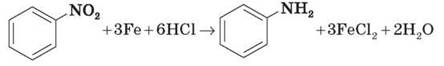 NO₂ +3Fe+6HCl→ NH₂ +3FeCl₂+2H₂O